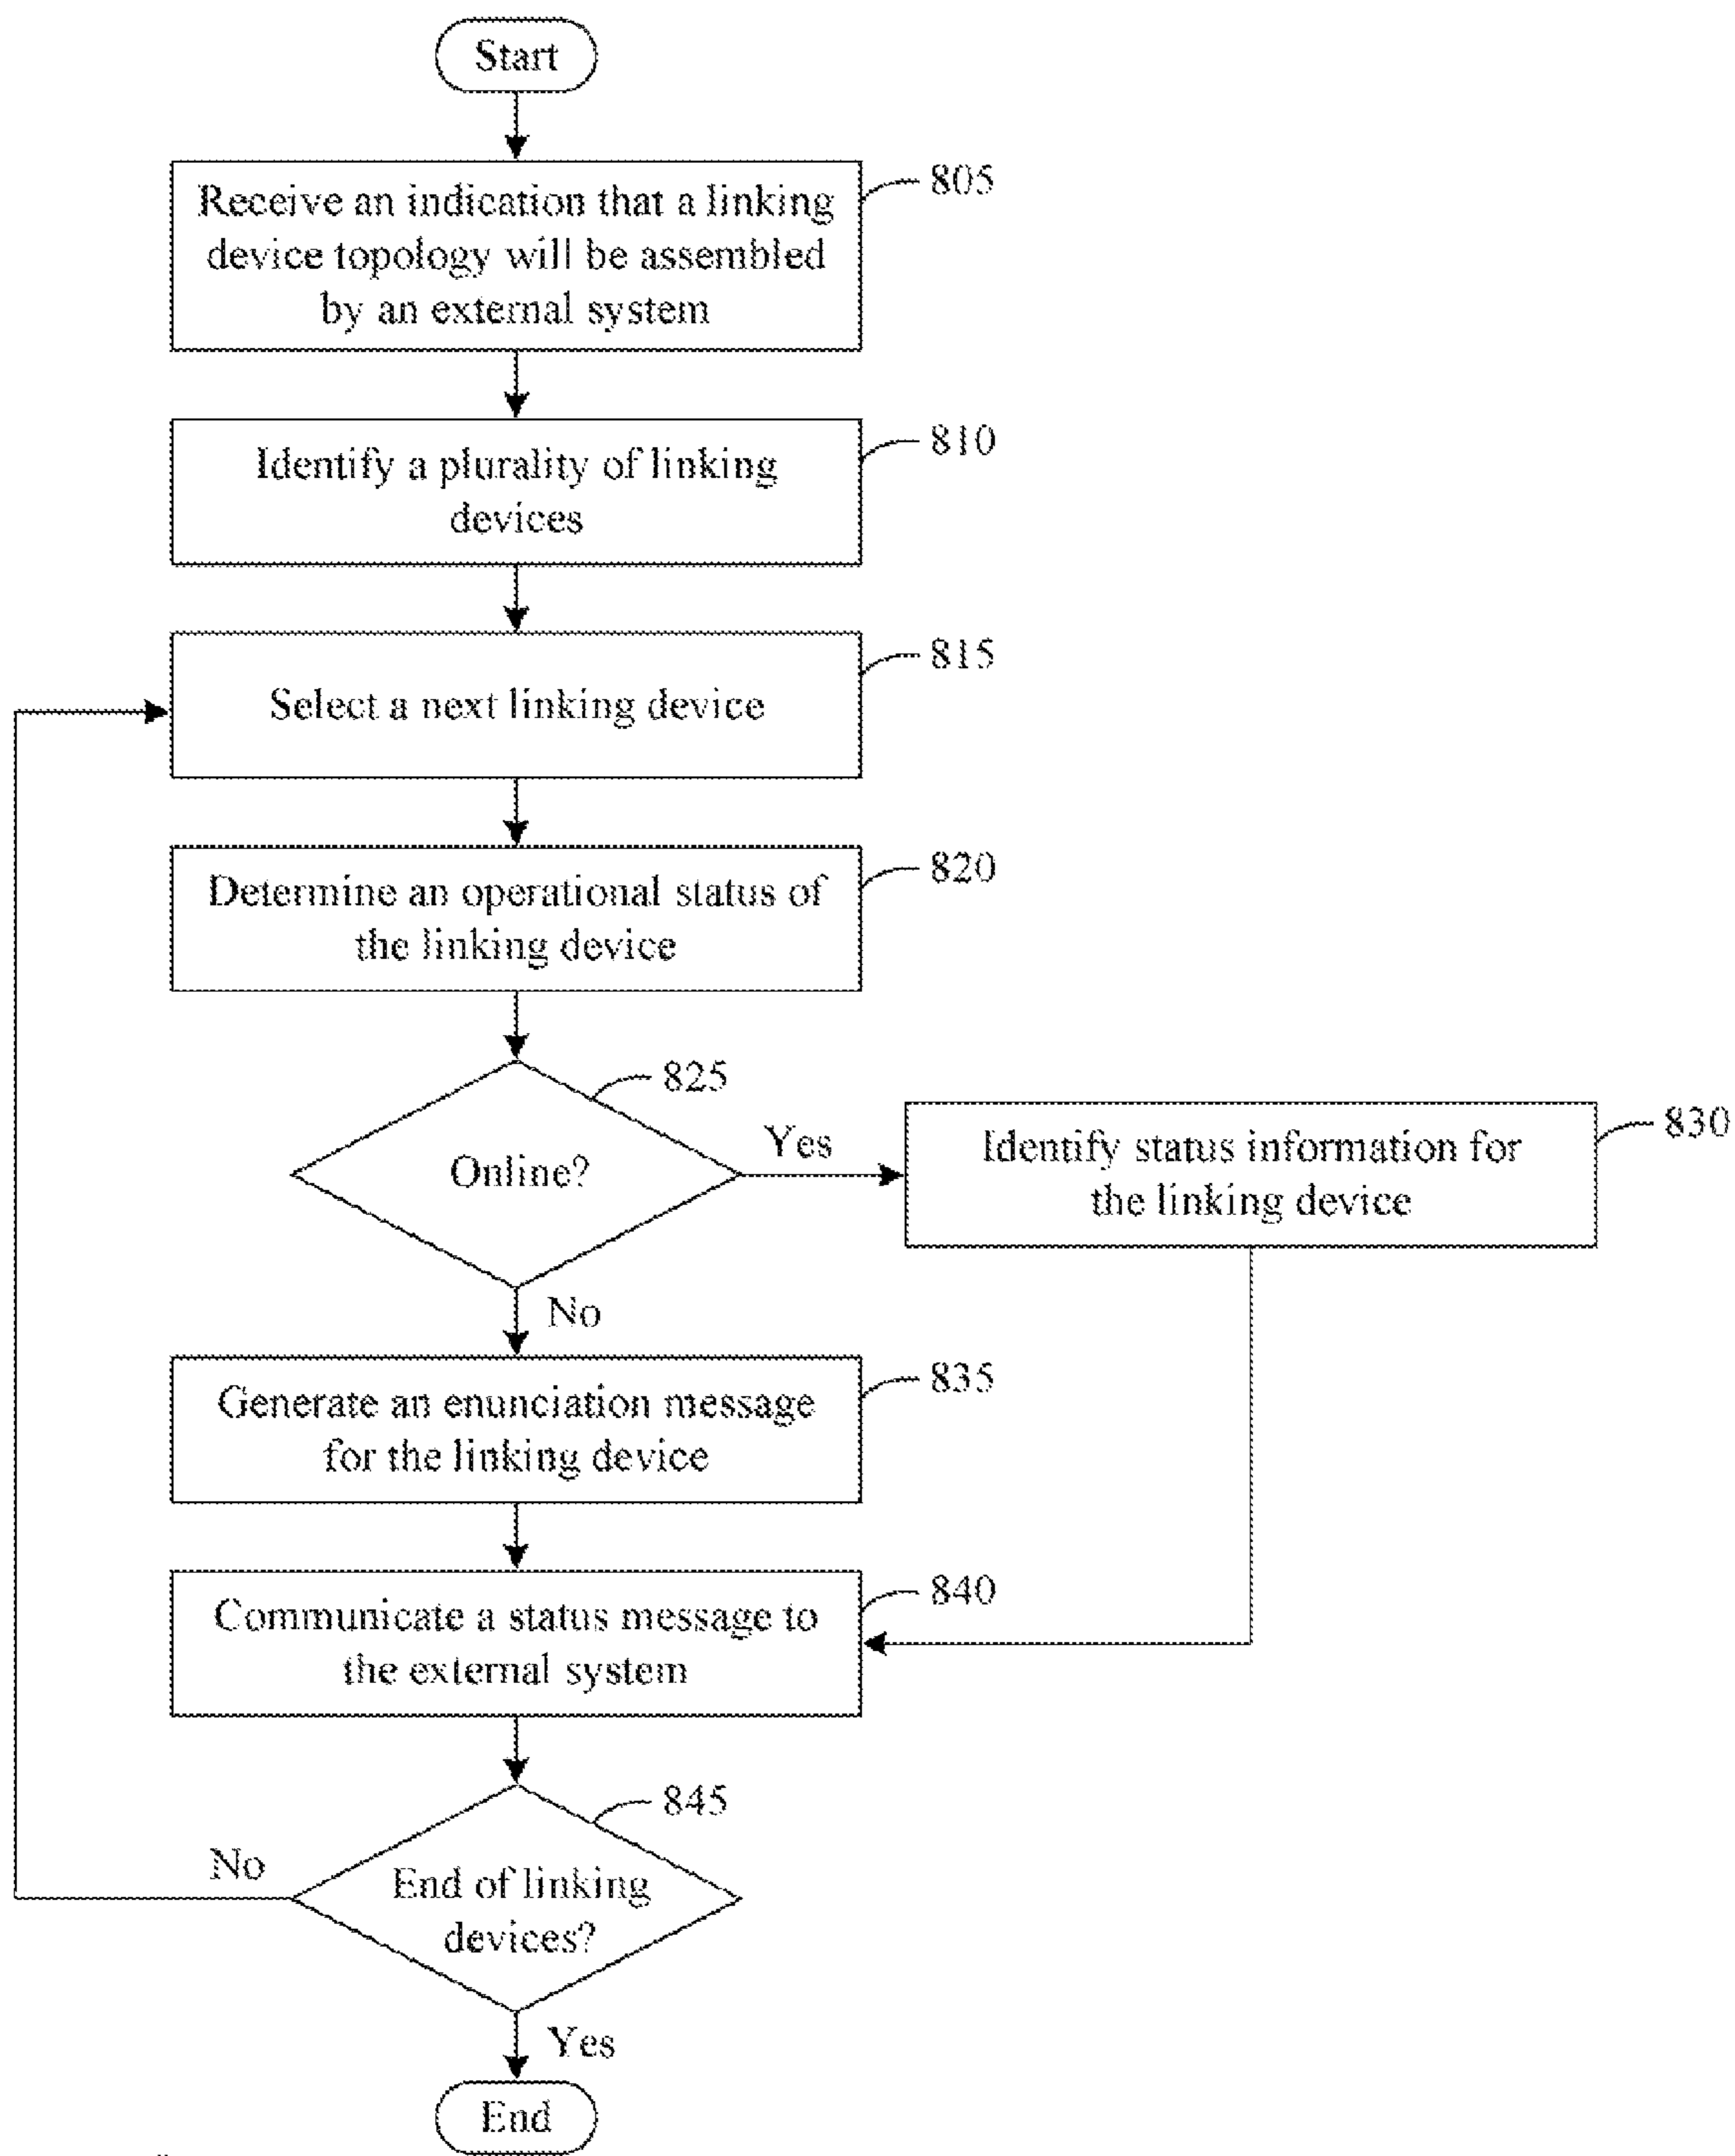 Start
Receive an indication that a linking
device topology will be assembled
by an external system
805
Identify a plurality of linking
devices
810
Select a next linking device
815
Determine an operational status of
the linking device
820
Online?
825
Yes
Identify status information for
the linking device
830
No
Generate an enunciation message
for the linking device
835
Communicate a status message to
the external system
840
End of linking
devices?
845
No
Yes
End